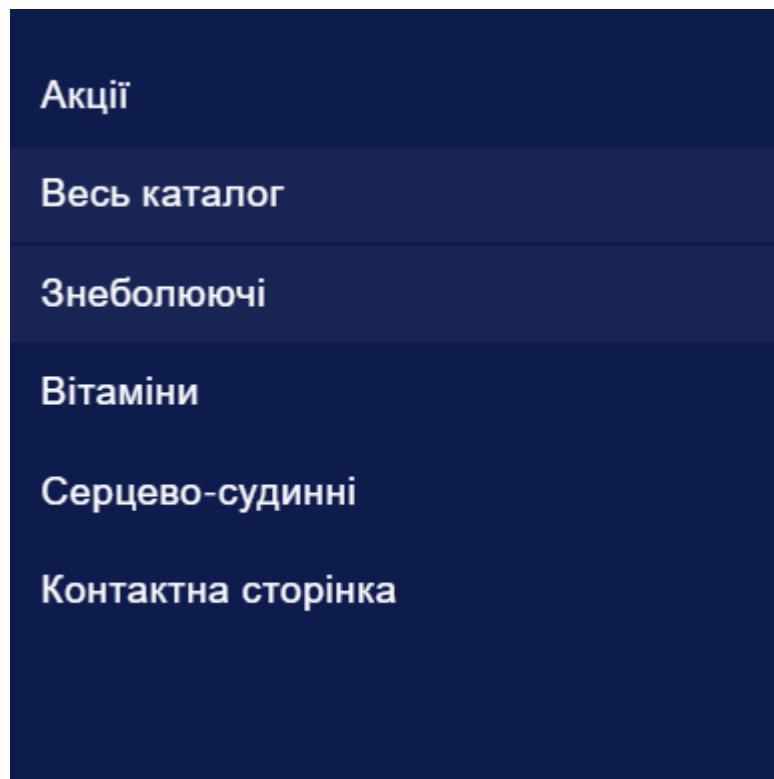 Акції
Весь каталог
Знеболюючі
Вітаміни
Серцево-судинні
Контактна сторінка